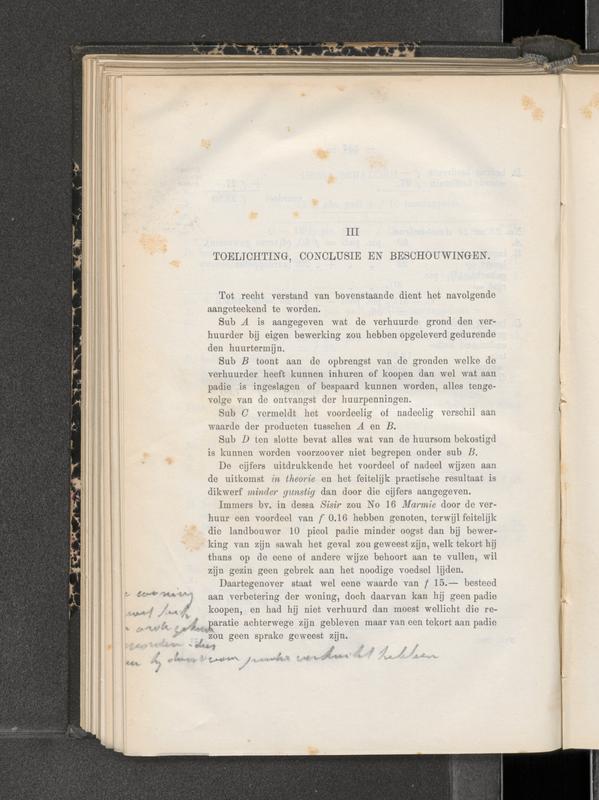 III
TOELICHTING, CONCLUSIE EN BESCHOUWINGEN.
Tot recht verstand van bovenstaande dient het navolgende
aangeteekend te worden.
Sub A is aangegeven wat de verhuurde grond den ver-
huurder bij eigen bewerking zou hebben opgeleverd gedurende
den huurtermijn.
Sub B toont aan de opbrengst van de gronden welke de
verhuurder heeft kunnen inhuren of koopen dan wel wat aan
padie is ingeslagen of bespaard kunnen worden, alles tenge-
volge van de ontvangst der huurpenningen.
Sub C vermeldt het voordeelig of nadeelig verschil aan
waarde der producten tusschen A en B.
Sub D ten slotte bevat alles wat van de huursom bekostigd
is kunnen worden voorzoover niet begrepen onder sub B.
De cijfers uitdrukkende het voordeel of nadeel wijzen aan
de uitkomst in theorie en het feitelijk practische resultaat is
dikwerf minder gunstig dan door die cijfers aangegeven.
Immers bv. in dessa Sisir zou No 16 Marmie door de ver-
huur een voordeel van f 0.16 hebben genoten, terwijl feitelijk
die landbouwer 10 picol padie minder oogst dan bij bewer-
king van zijn sawah het geval zou geweest zijn, welk tekort hij
thans op de eene of andere wijze behoort aan te vullen, wil
zijn gezin geen gebrek aan het noodige voedsel lijden.
Daartegenover staat wel eene waarde van f 15.— besteed
aan verbetering der woning, doch daarvan kan hij geen padie
koopen, en had hij niet verhuurd dan moest wellicht die re-
paratie achterwege zijn gebleven maar van een tekort aan padie
zou geen sprake geweest zijn.
woning
worden dus
hij daarvoor padie verkocht hebben